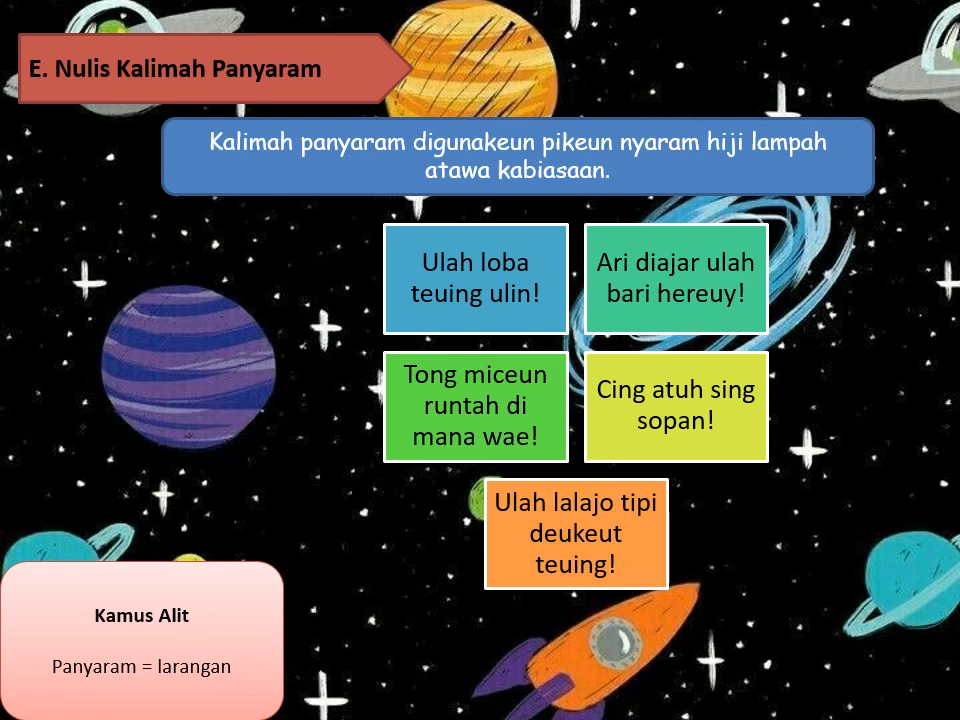 E. Nulis Kalimah Panyaram
Kalimah panyaram digunakeun pikeun nyaram hiji lampah
atawa kabiasaan.
Ulah loba
teuing ulin!
Ari diajar ulah
bari hereuy!
Tong miceun
runtah di
mana wae!
Cing atuh sing
sopan!
Ulah lalajo tipi
deukeut
teuing!
Kamus Alit
Panyaram = larangan